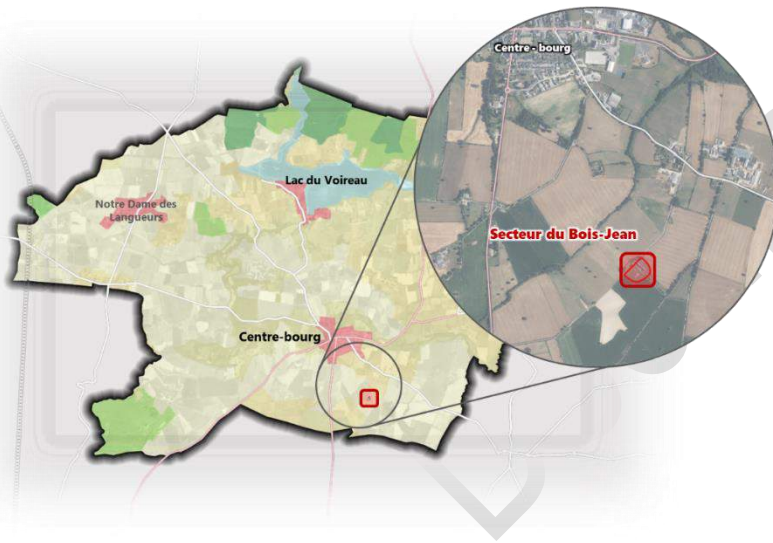 Centre - bourg
Lac du Voireau
Notre Dame des
Langueurs
Secteur du Bois-Jean
Centre-bourg